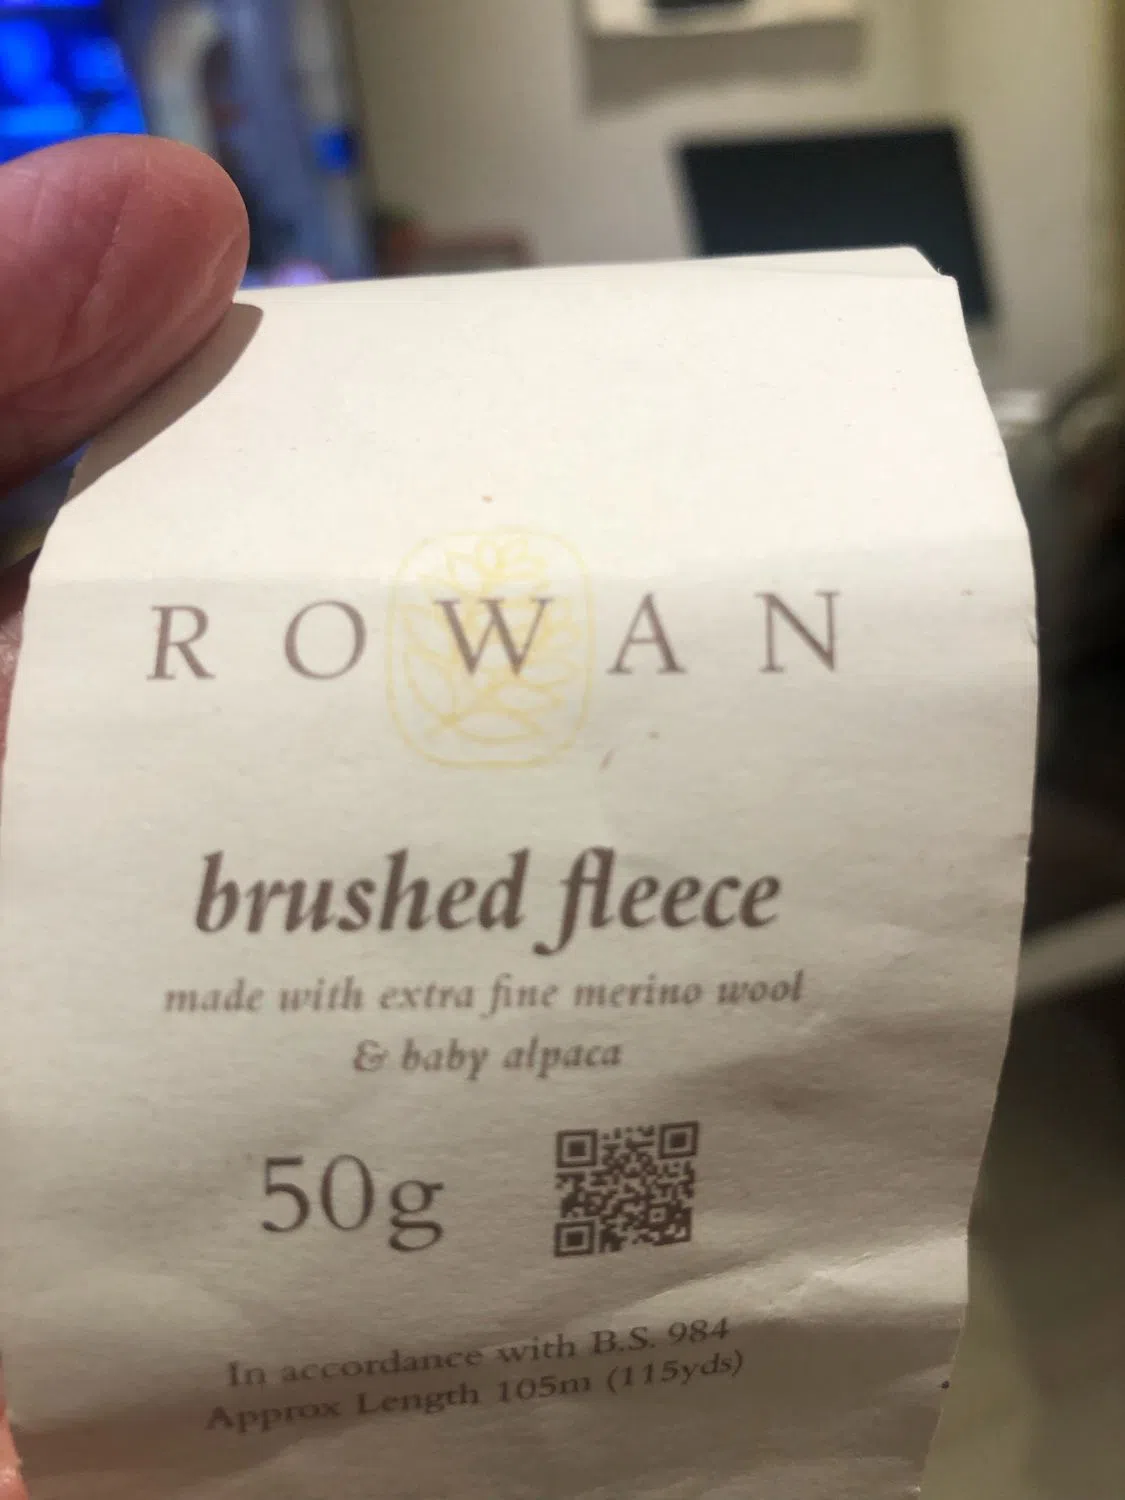 ROWAN
brushed fleece
made with extra fine merino wool
& baby alpaca
50g
In accordance with B.S. 984
Approx Length 105m (115yds)